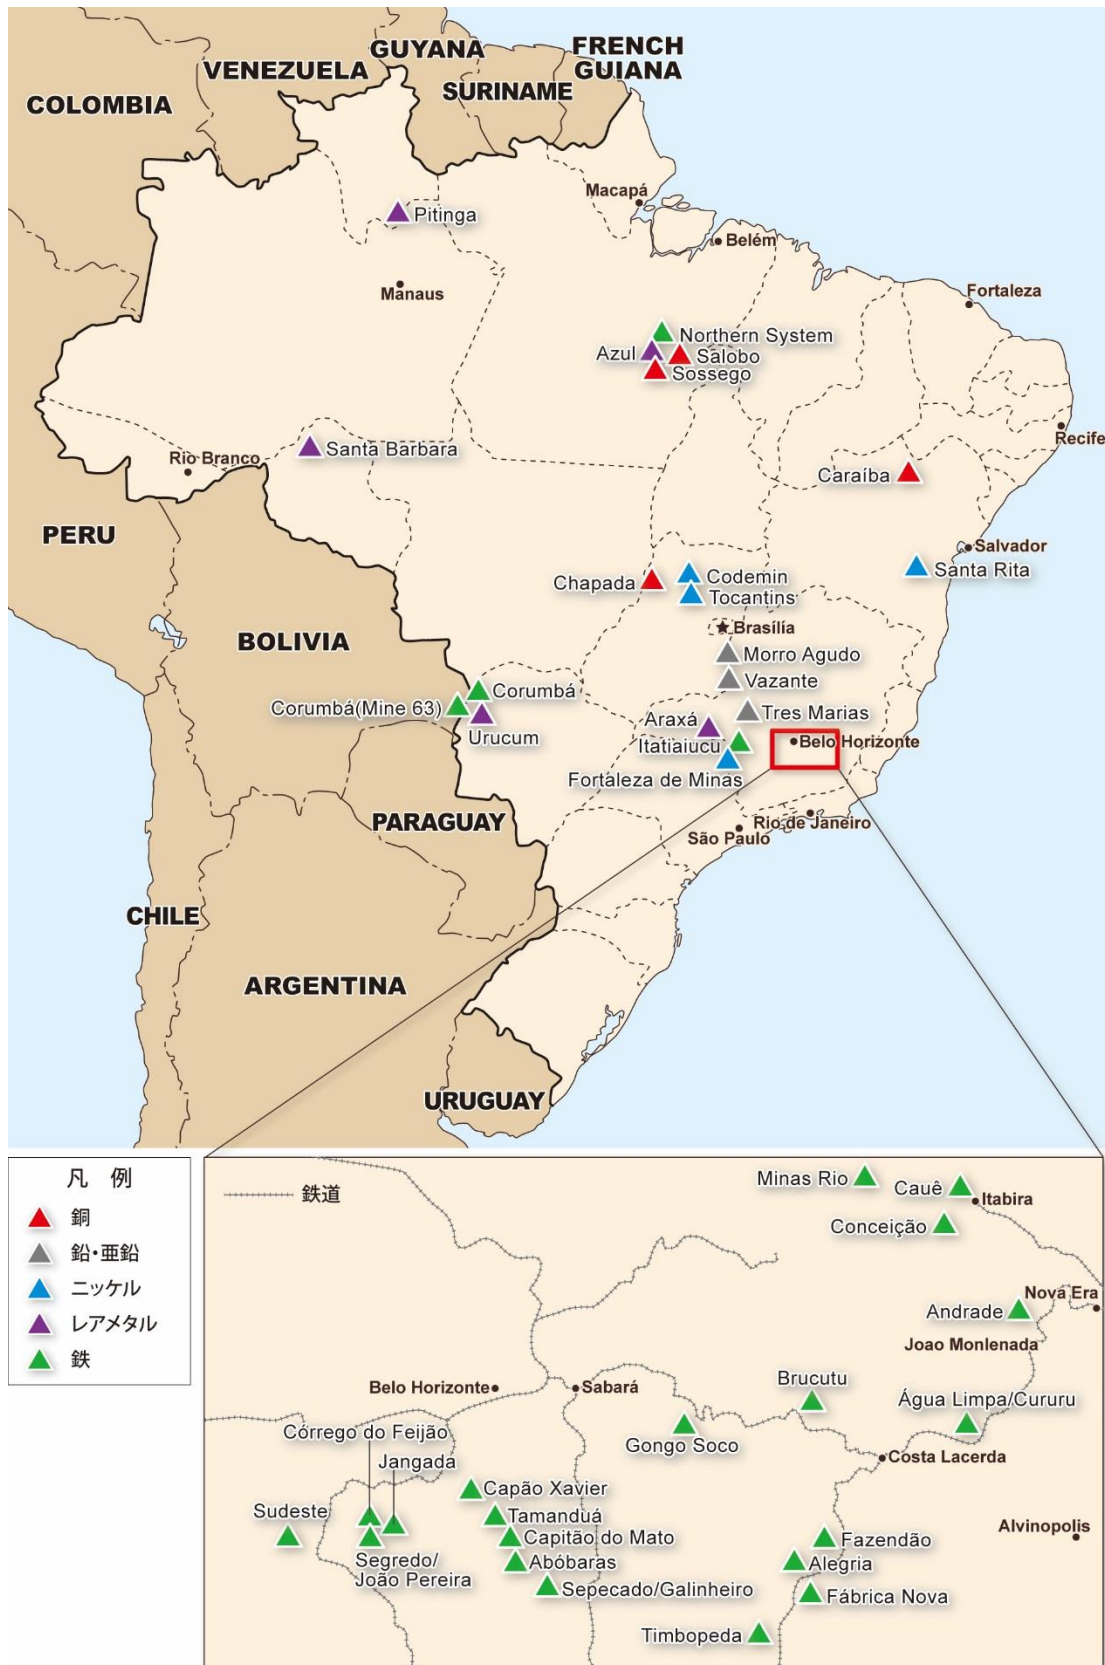 GUYANA
FRENCH
GUIANA
VENEZUELA
SURINAME
COLOMBIA
Macapá
Pitinga
Belém
Manaus
Fortaleza
Northern System
Azul
Salobo
Sossego
Recife
Santa Barbara
Rio Branco
Caraíba
PERU
Salvador
Santa Rita
Chapada
Codemin
Tocantins
BOLIVIA
Brasília
Morro Agudo
Vazante
Corumbá
Corumbá(Mine 63)
Urucum
Tres Marias
Araxá
Itatiaiucu
Belo Horizonte
Fortaleza de Minas
PARAGUAY
Rio de Janeiro
São Paulo
CHILE
ARGENTINA
URUGUAY
凡 例
銅
鉛・亜鉛
ニッケル
レアメタル
鉄
鉄道
Minas Rio
Cauê
Itabira
Conceição
Nova Era
Andrade
Joao Monlenada
Brucutu
Belo Horizonte
Sabará
Água Limpa/Cururu
Córrego do Feijão
Gongo Soco
Jangada
Costa Lacerda
Capão Xavier
Sudeste
Tamanduá
Capitão do Mato
Fazendão
Alvinopolis
Segredo/
João Pereira
Abóbaras
Alegria
Sepecado/Galinheiro
Fábrica Nova
Timbopeda